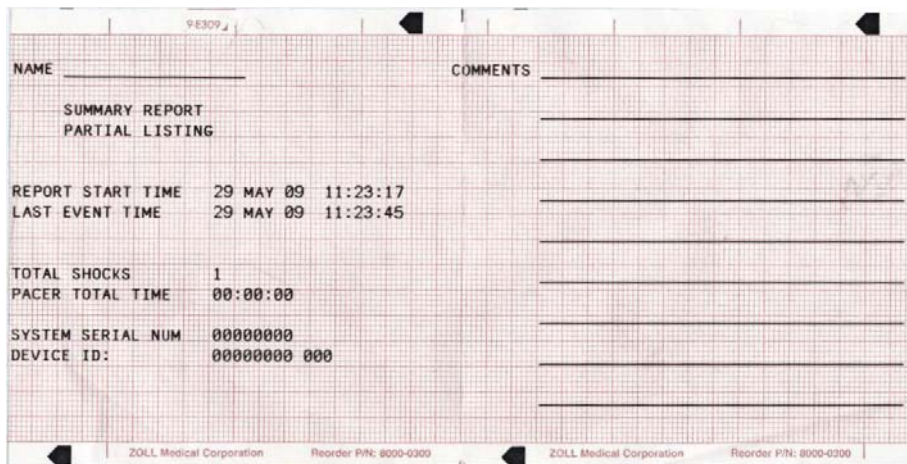 9-E309
NAME
COMMENTS
SUMMARY REPORT
PARTIAL LISTING
REPORT START TIME 29 MAY 09 11:23:17
LAST EVENT TIME 29 MAY 09 11:23:45
TOTAL SHOCKS 1
PACER TOTAL TIME 00:00:00
SYSTEM SERIAL NUM 00000000
DEVICE ID: 00000000 000
ZOLL Medical Corporation Reorder P/N: 8000-0300
ZOLL Medical Corporation Reorder P/N: 8000-0300